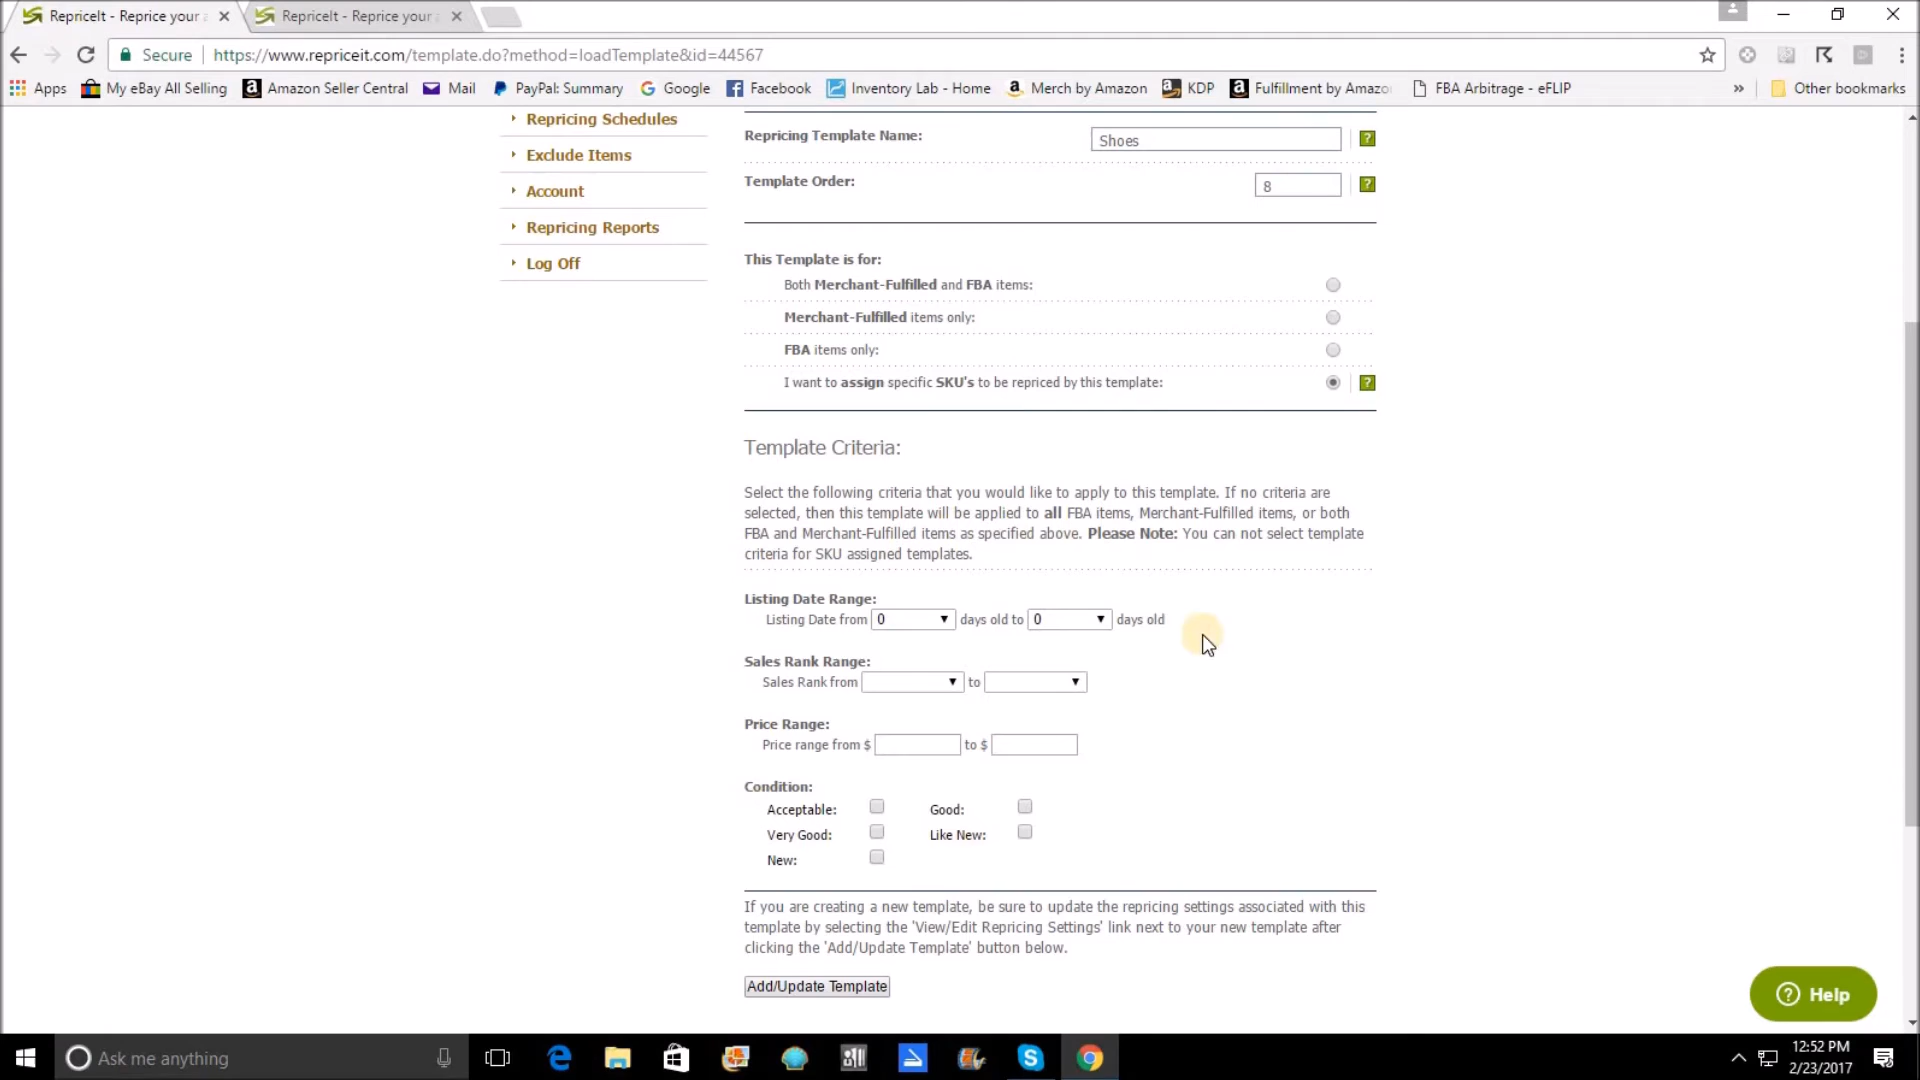 RepriceIt - Reprice your
RepriceIt - Reprice your
Secure
https://www.repriceit.com/template.do?method=loadTemplate&id=44567
Apps
My eBay All Selling
Amazon Seller Central
Mail
PayPal: Summary
Google
Facebook
Inventory Lab - Home
Merch by Amazon
KDP
Fulfillment by Amazo
FBA Arbitrage - eFLIP
»
Other bookmarks
Repricing Schedules
Exclude Items
Account
Repricing Reports
Log Off
Repricing Template Name:
Shoes
?
Template Order:
8
?
This Template is for:
Both Merchant-Fulfilled and FBA items:
Merchant-Fulfilled items only:
FBA items only:
I want to assign specific SKU's to be repriced by this template:
?
Template Criteria:
Select the following criteria that you would like to apply to this template. If no criteria are
selected, then this template will be applied to all FBA items, Merchant-Fulfilled items, or both
FBA and Merchant-Fulfilled items as specified above. Please Note: You can not select template
criteria for SKU assigned templates.
Listing Date Range:
Listing Date from 0 days old to 0 days old
Sales Rank Range:
Sales Rank from to
Price Range:
Price range from $ to $
Condition:
Acceptable: Good:
Very Good: Like New:
New:
If you are creating a new template, be sure to update the repricing settings associated with this
template by selecting the 'View/Edit Repricing Settings' link next to your new template after
clicking the 'Add/Update Template' button below.
Add/Update Template
? Help
Ask me anything
12:52 PM
2/23/2017